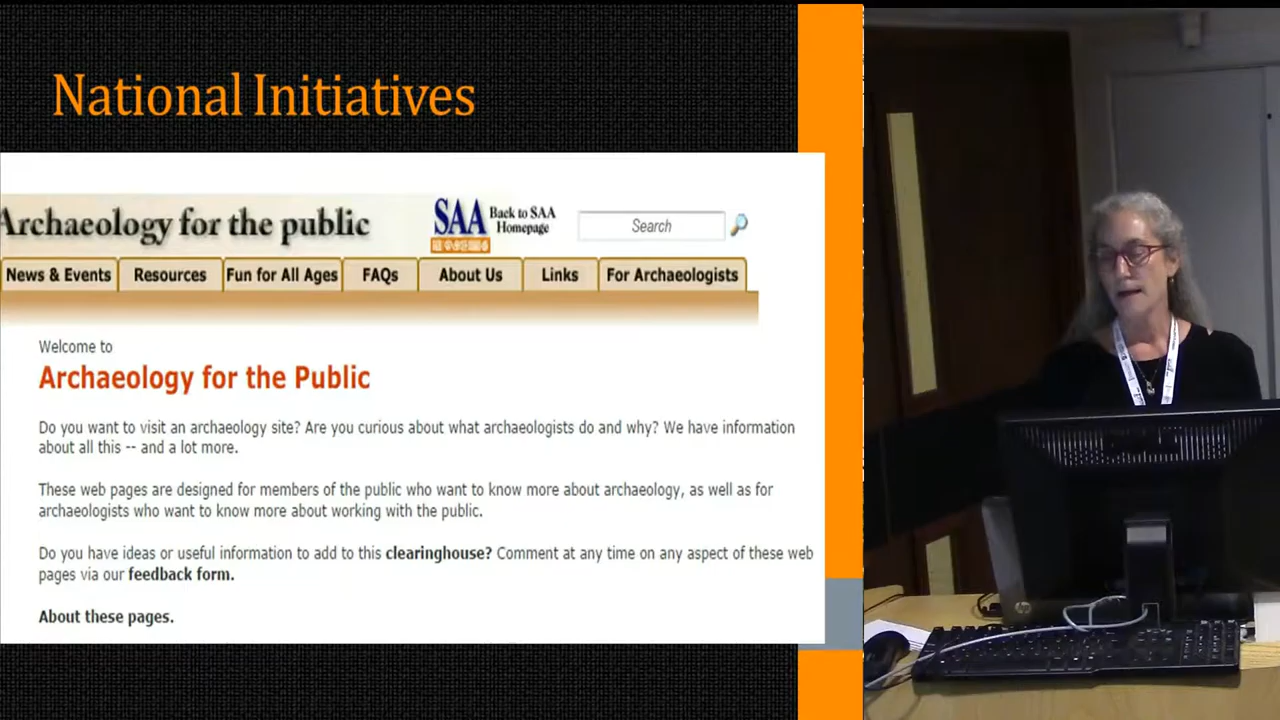 National Initiatives
Archaeology for the public
SAA
Back to SAA
Homepage
Search
News & Events
Resources
Fun for All Ages
FAQs
About Us
Links
For Archaeologists
Welcome to
Archaeology for the Public
Do you want to visit an archaeology site? Are you curious about what archaeologists do and why? We have information
about all this -- and a lot more.
These web pages are designed for members of the public who want to know more about archaeology, as well as for
archaeologists who want to know more about working with the public.
Do you have ideas or useful information to add to this clearinghouse? Comment at any time on any aspect of these web
pages via our feedback form.
About these pages.
hp